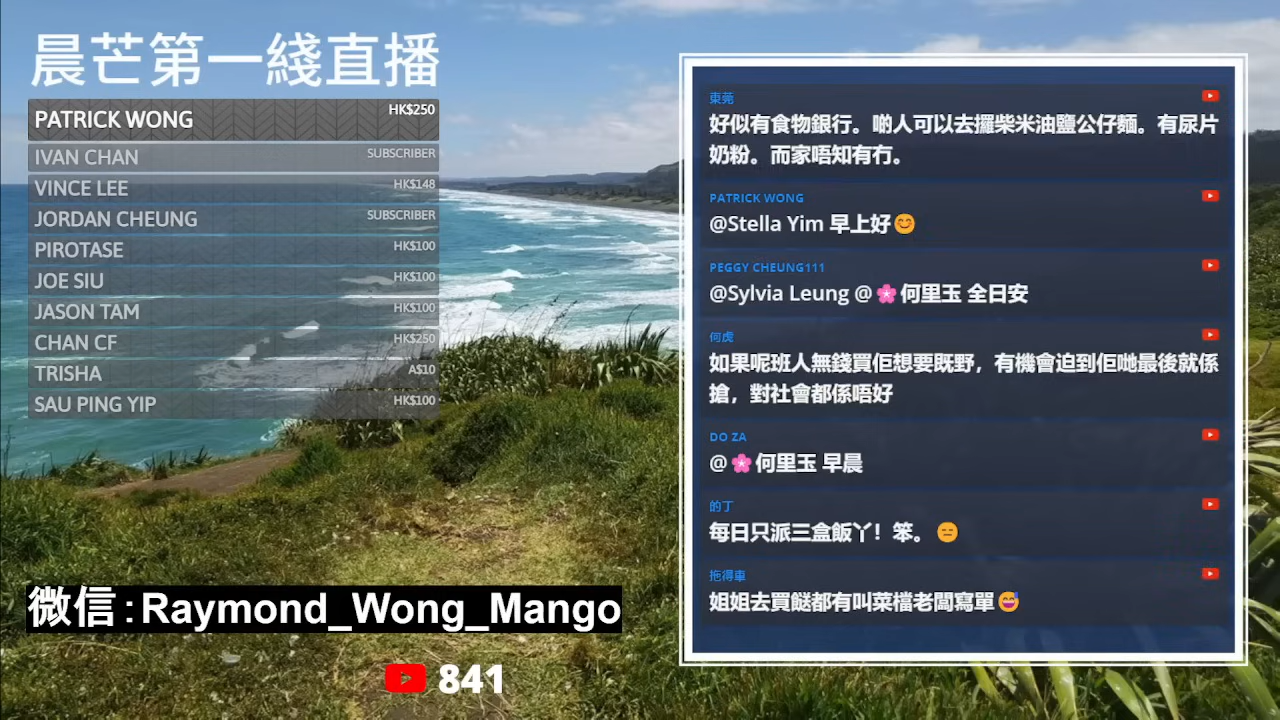 晨芒第一綫直播
PATRICK WONG HK$250
IVAN CHAN SUBSCRIBER
VINCE LEE HK$148
JORDAN CHEUNG SUBSCRIBER
PIROTASE HK$100
JOE SIU HK$100
JASON TAM HK$100
CHAN CF HK$250
TRISHA A$10
SAU PING YIP HK$100
東菀
好似有食物銀行。啲人可以去攞柴米油鹽公仔麵。有尿片
奶粉。而家唔知有冇。
PATRICK WONG
@Stella Yim 早上好😊
PEGGY CHEUNG111
@Sylvia Leung @🌸何里玉 全日安
何虎
如果呢班人無錢買佢想要既野，有機會迫到佢哋最後就係
搶，對社會都係唔好
DO ZA
@🌸何里玉 早晨
的丁
每日只派三盒飯丫！笨。😑
拖得車
姐姐去買餸都有叫菜檔老闆寫單😅
微信:Raymond_Wong_Mango
841